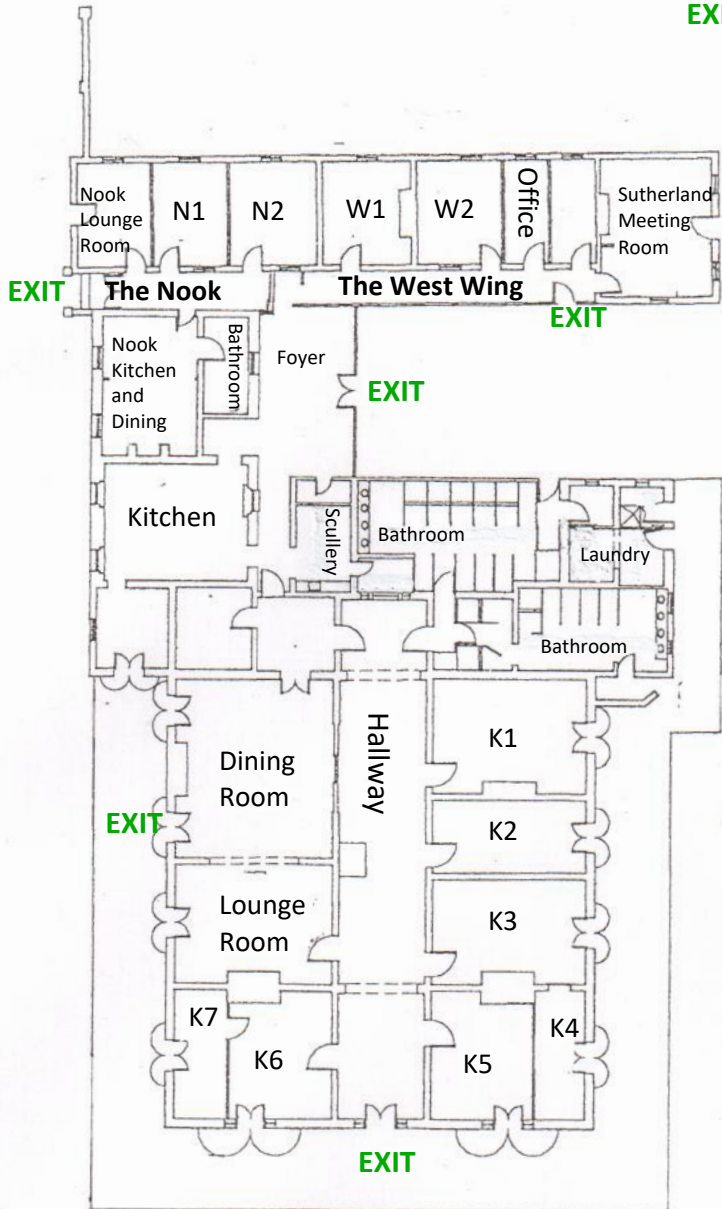 EXI
Nook
Lounge
Room
N1
N2
W1
W2
Office
Sutherland
Meeting
Room
EXIT
The Nook
The West Wing
EXIT
Nook
Kitchen
and
Dining
Bathroom
Foyer
EXIT
Kitchen
Scullery
Bathroom
Laundry
Bathroom
Hallway
K1
Dining
Room
EXIT
K2
Lounge
Room
K3
K7
K6
K5
K4
EXIT